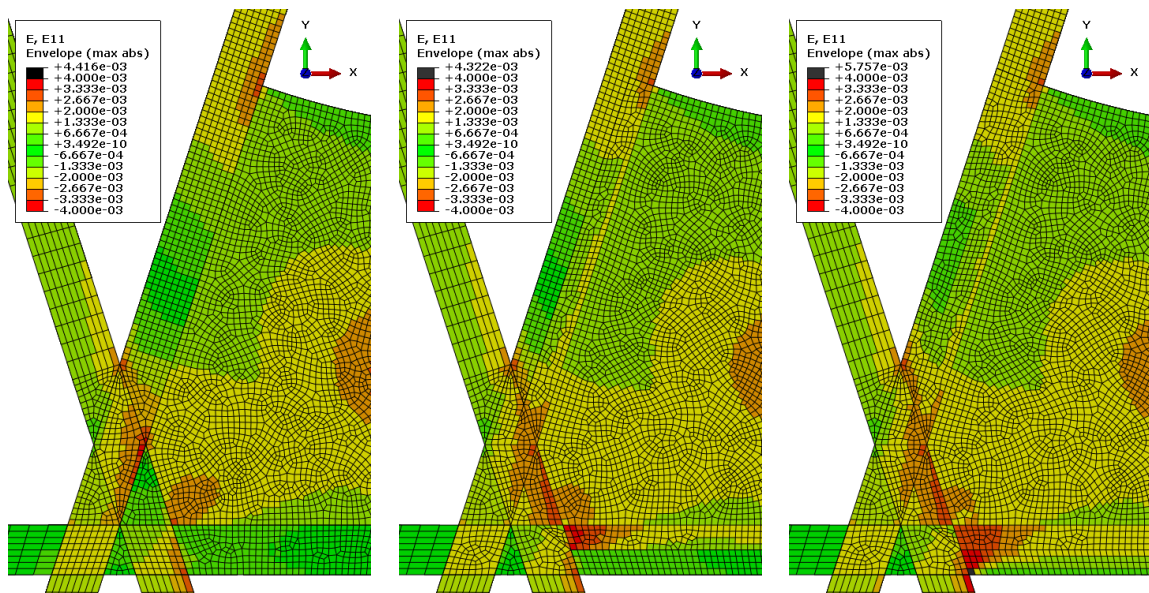 E, E11
Envelope (max abs)
+4.416e-03
+4.000e-03
+3.333e-03
+2.667e-03
+2.000e-03
+1.333e-03
+6.667e-04
+3.492e-10
-6.667e-04
-1.333e-03
-2.000e-03
-2.667e-03
-3.333e-03
-4.000e-03
Y
X
E, E11
Envelope (max abs)
+4.322e-03
+4.000e-03
+3.333e-03
+2.667e-03
+2.000e-03
+1.333e-03
+6.667e-04
+3.492e-10
-6.667e-04
-1.333e-03
-2.000e-03
-2.667e-03
-3.333e-03
-4.000e-03
Y
X
E, E11
Envelope (max abs)
+5.757e-03
+4.000e-03
+3.333e-03
+2.667e-03
+2.000e-03
+1.333e-03
+6.667e-04
+3.492e-10
-6.667e-04
-1.333e-03
-2.000e-03
-2.667e-03
-3.333e-03
-4.000e-03
Y
X